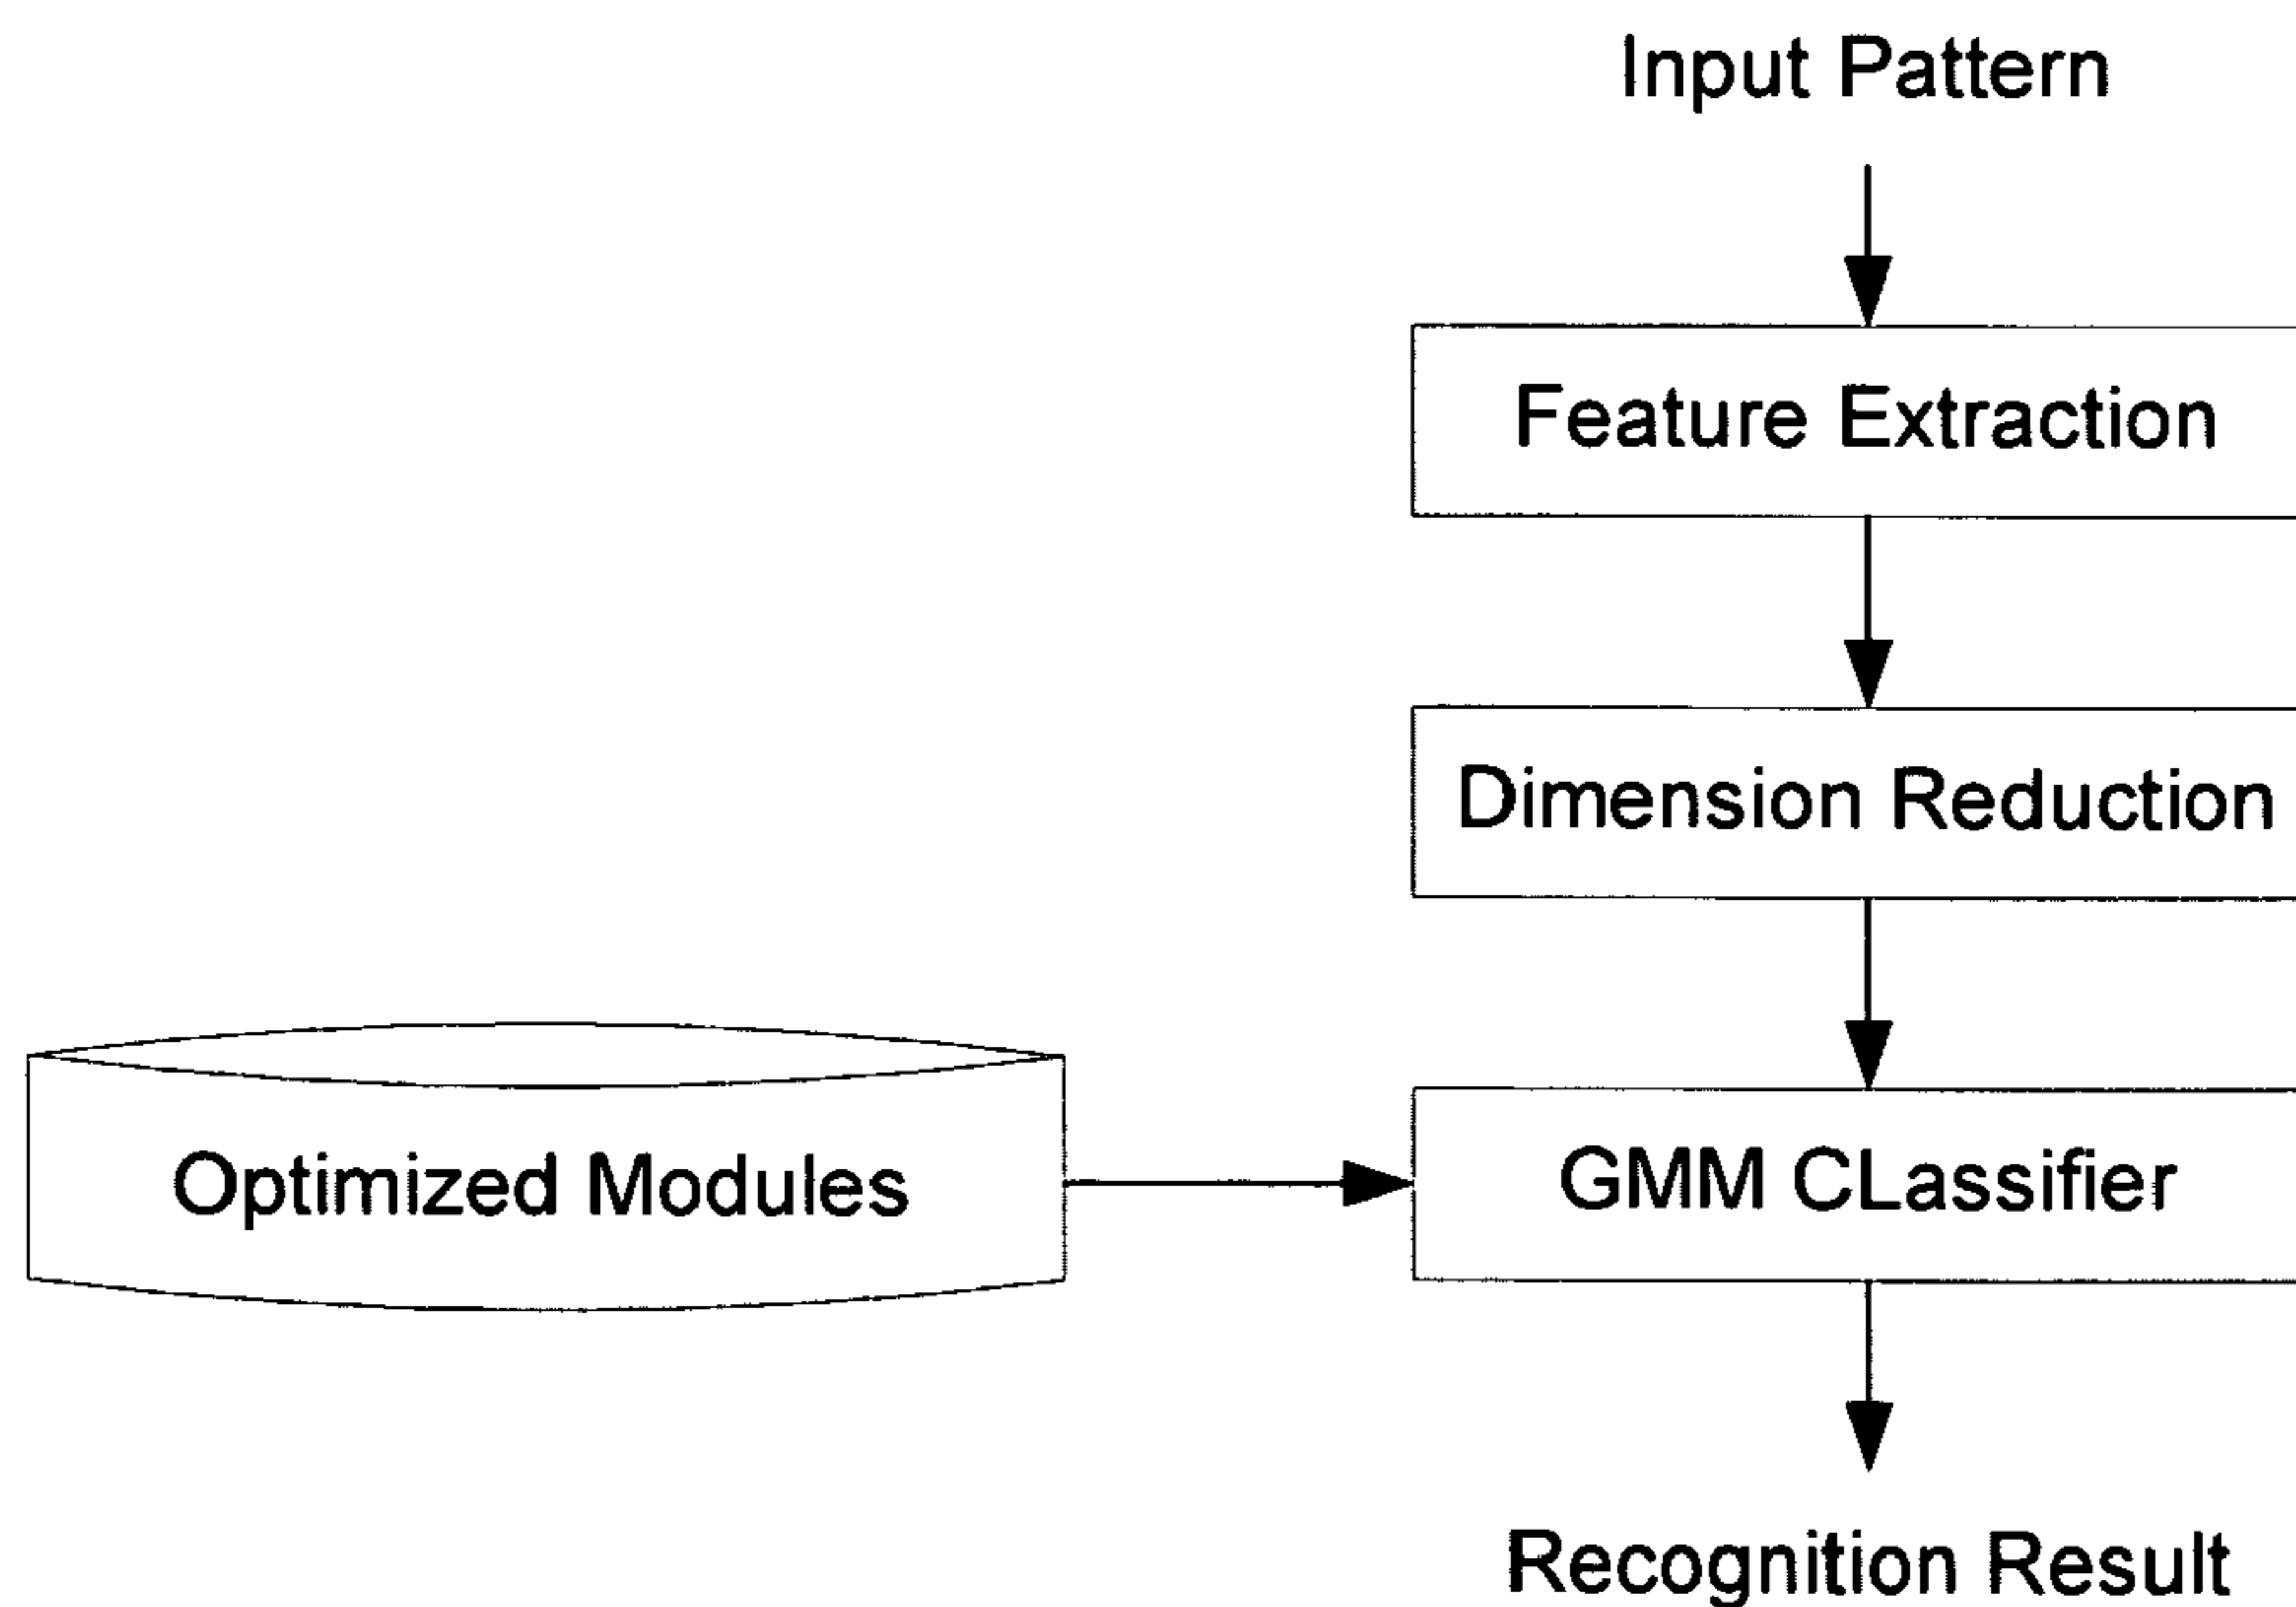 Input Pattern
Feature Extraction
Dimension Reduction
Optimized Modules
GMM CLassifier
Recognition Result